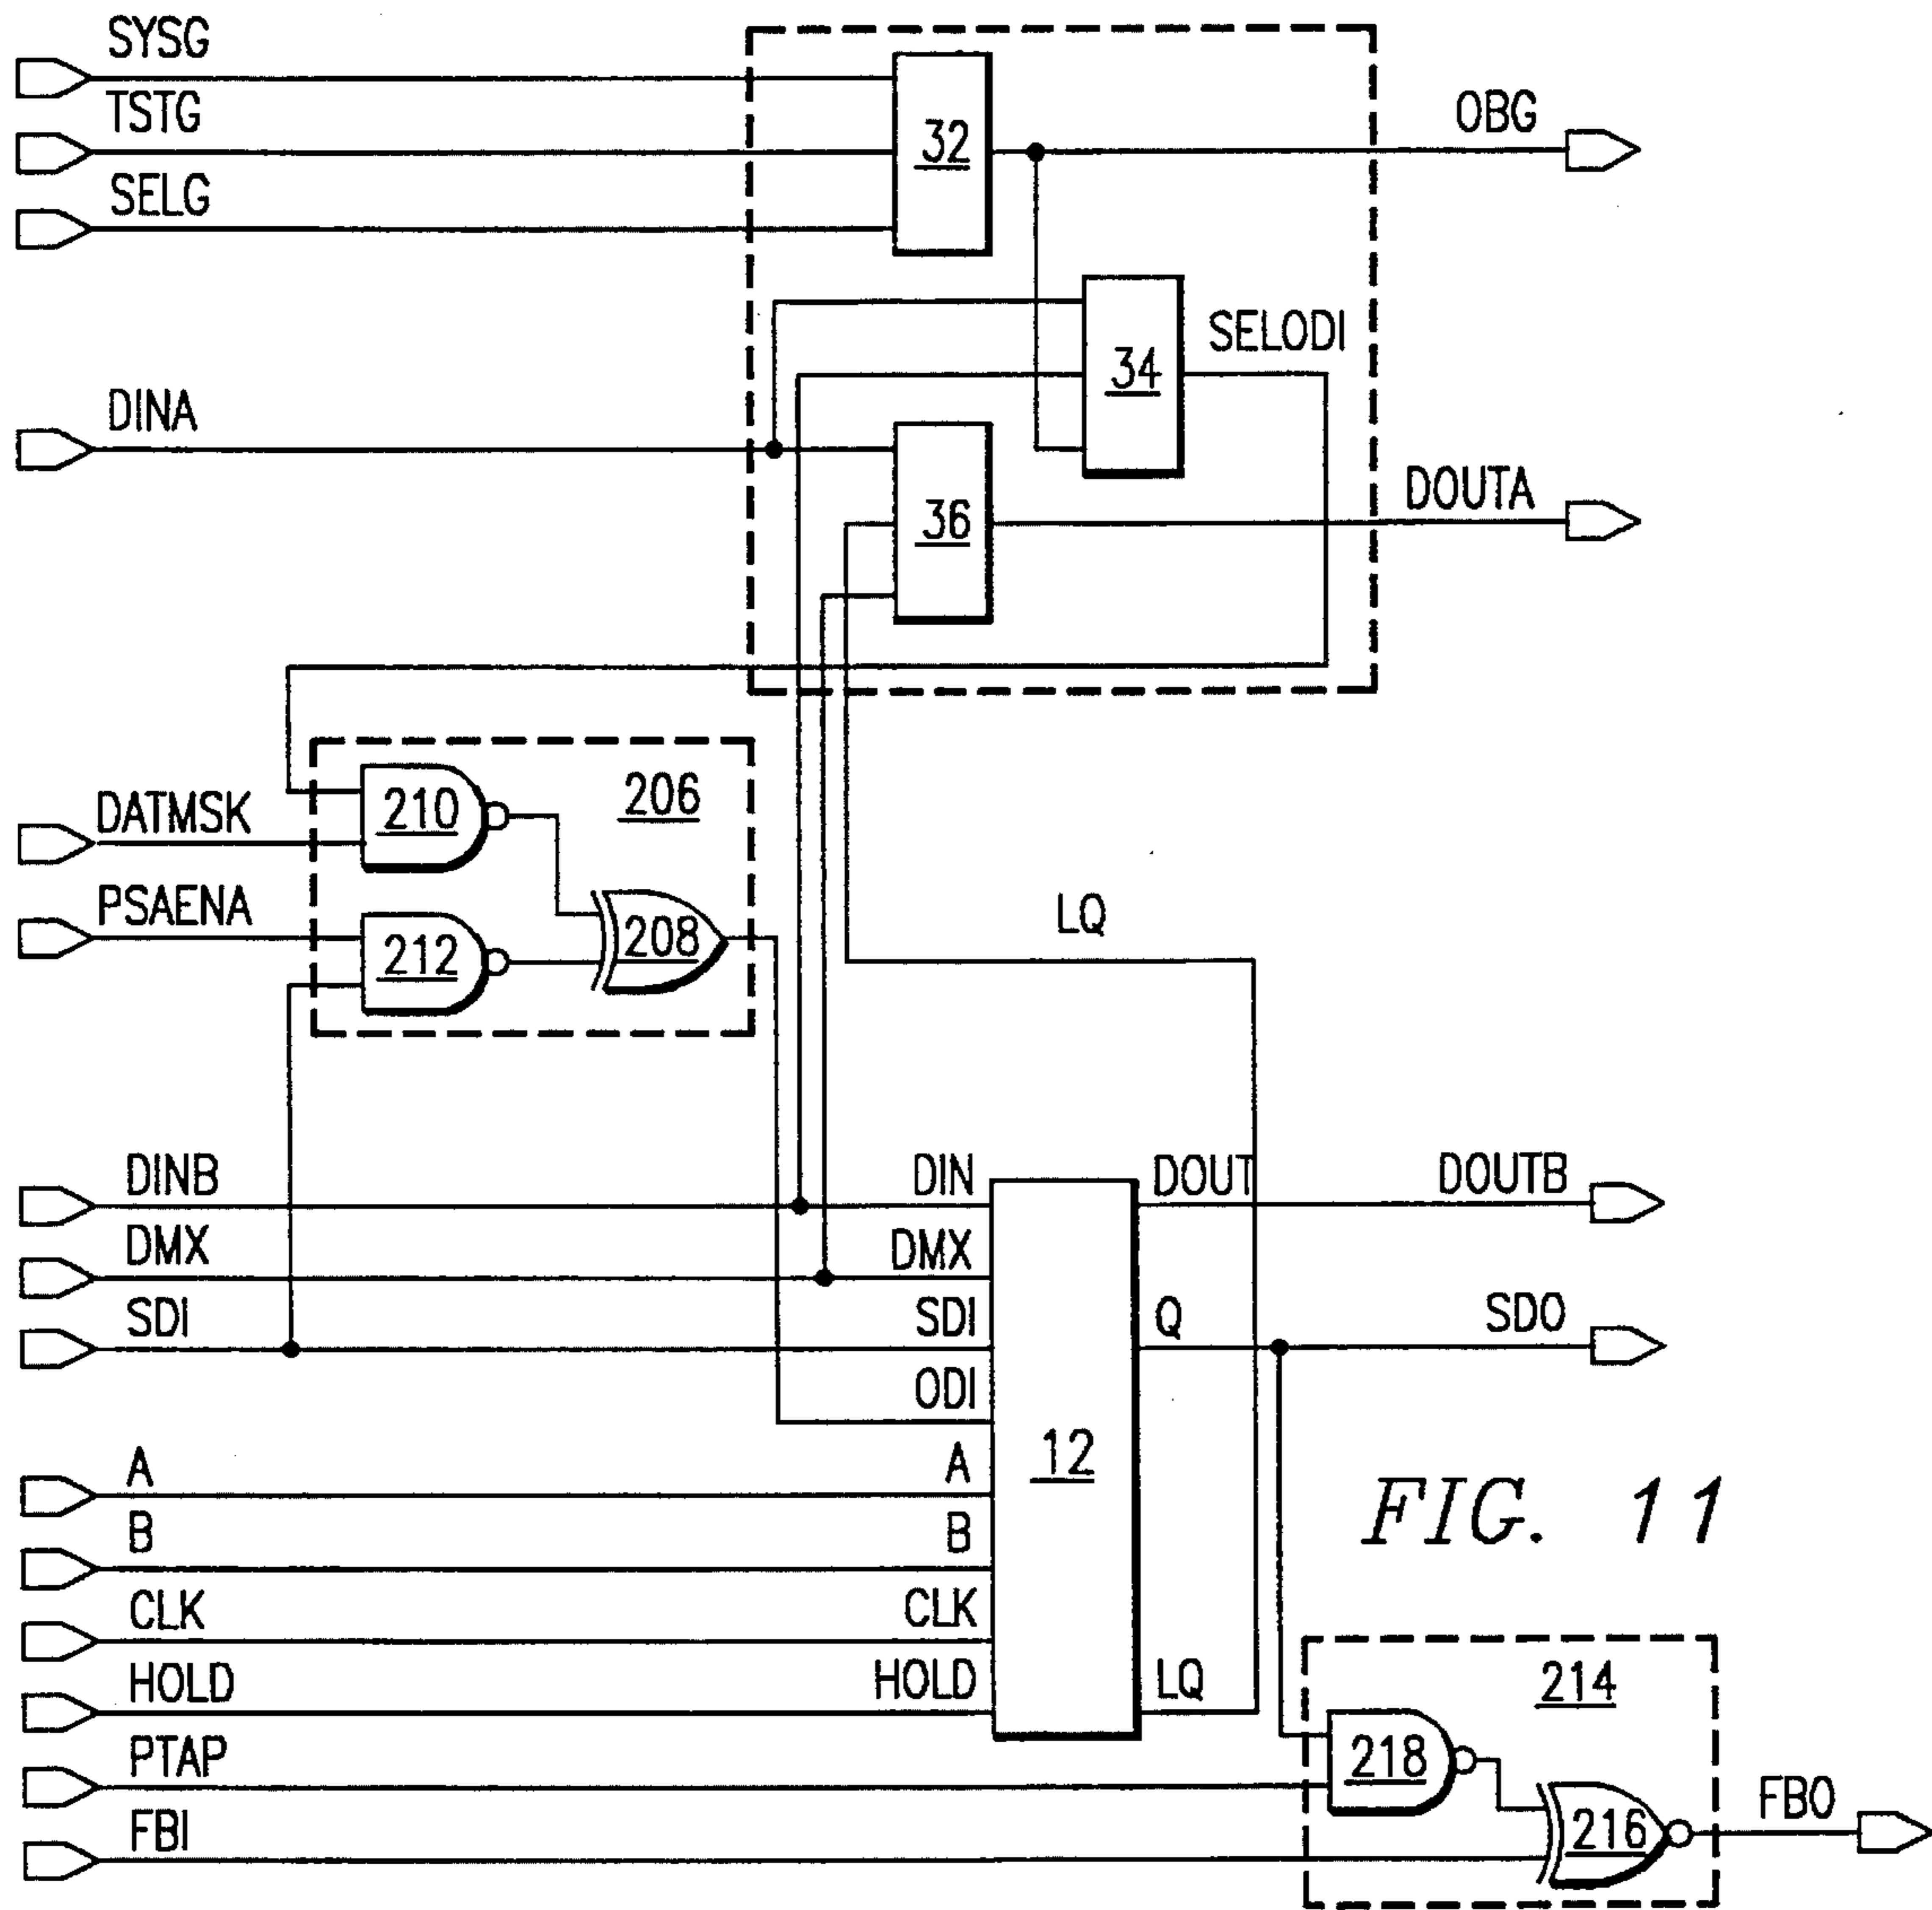 SYSG
TSTG
SELG
32
OBG
34
SELODI
DINA
36
DOUTA
DATMSK
210
206
PSAENA
212
208
LQ
DINB
DIN
DOUT
DOUTB
DMX
DMX
SDI
SDI
Q
SDO
ODI
12
A
A
B
B
FIG. 11
CLK
CLK
HOLD
HOLD
LQ
214
PTAP
218
FBI
216
FBO